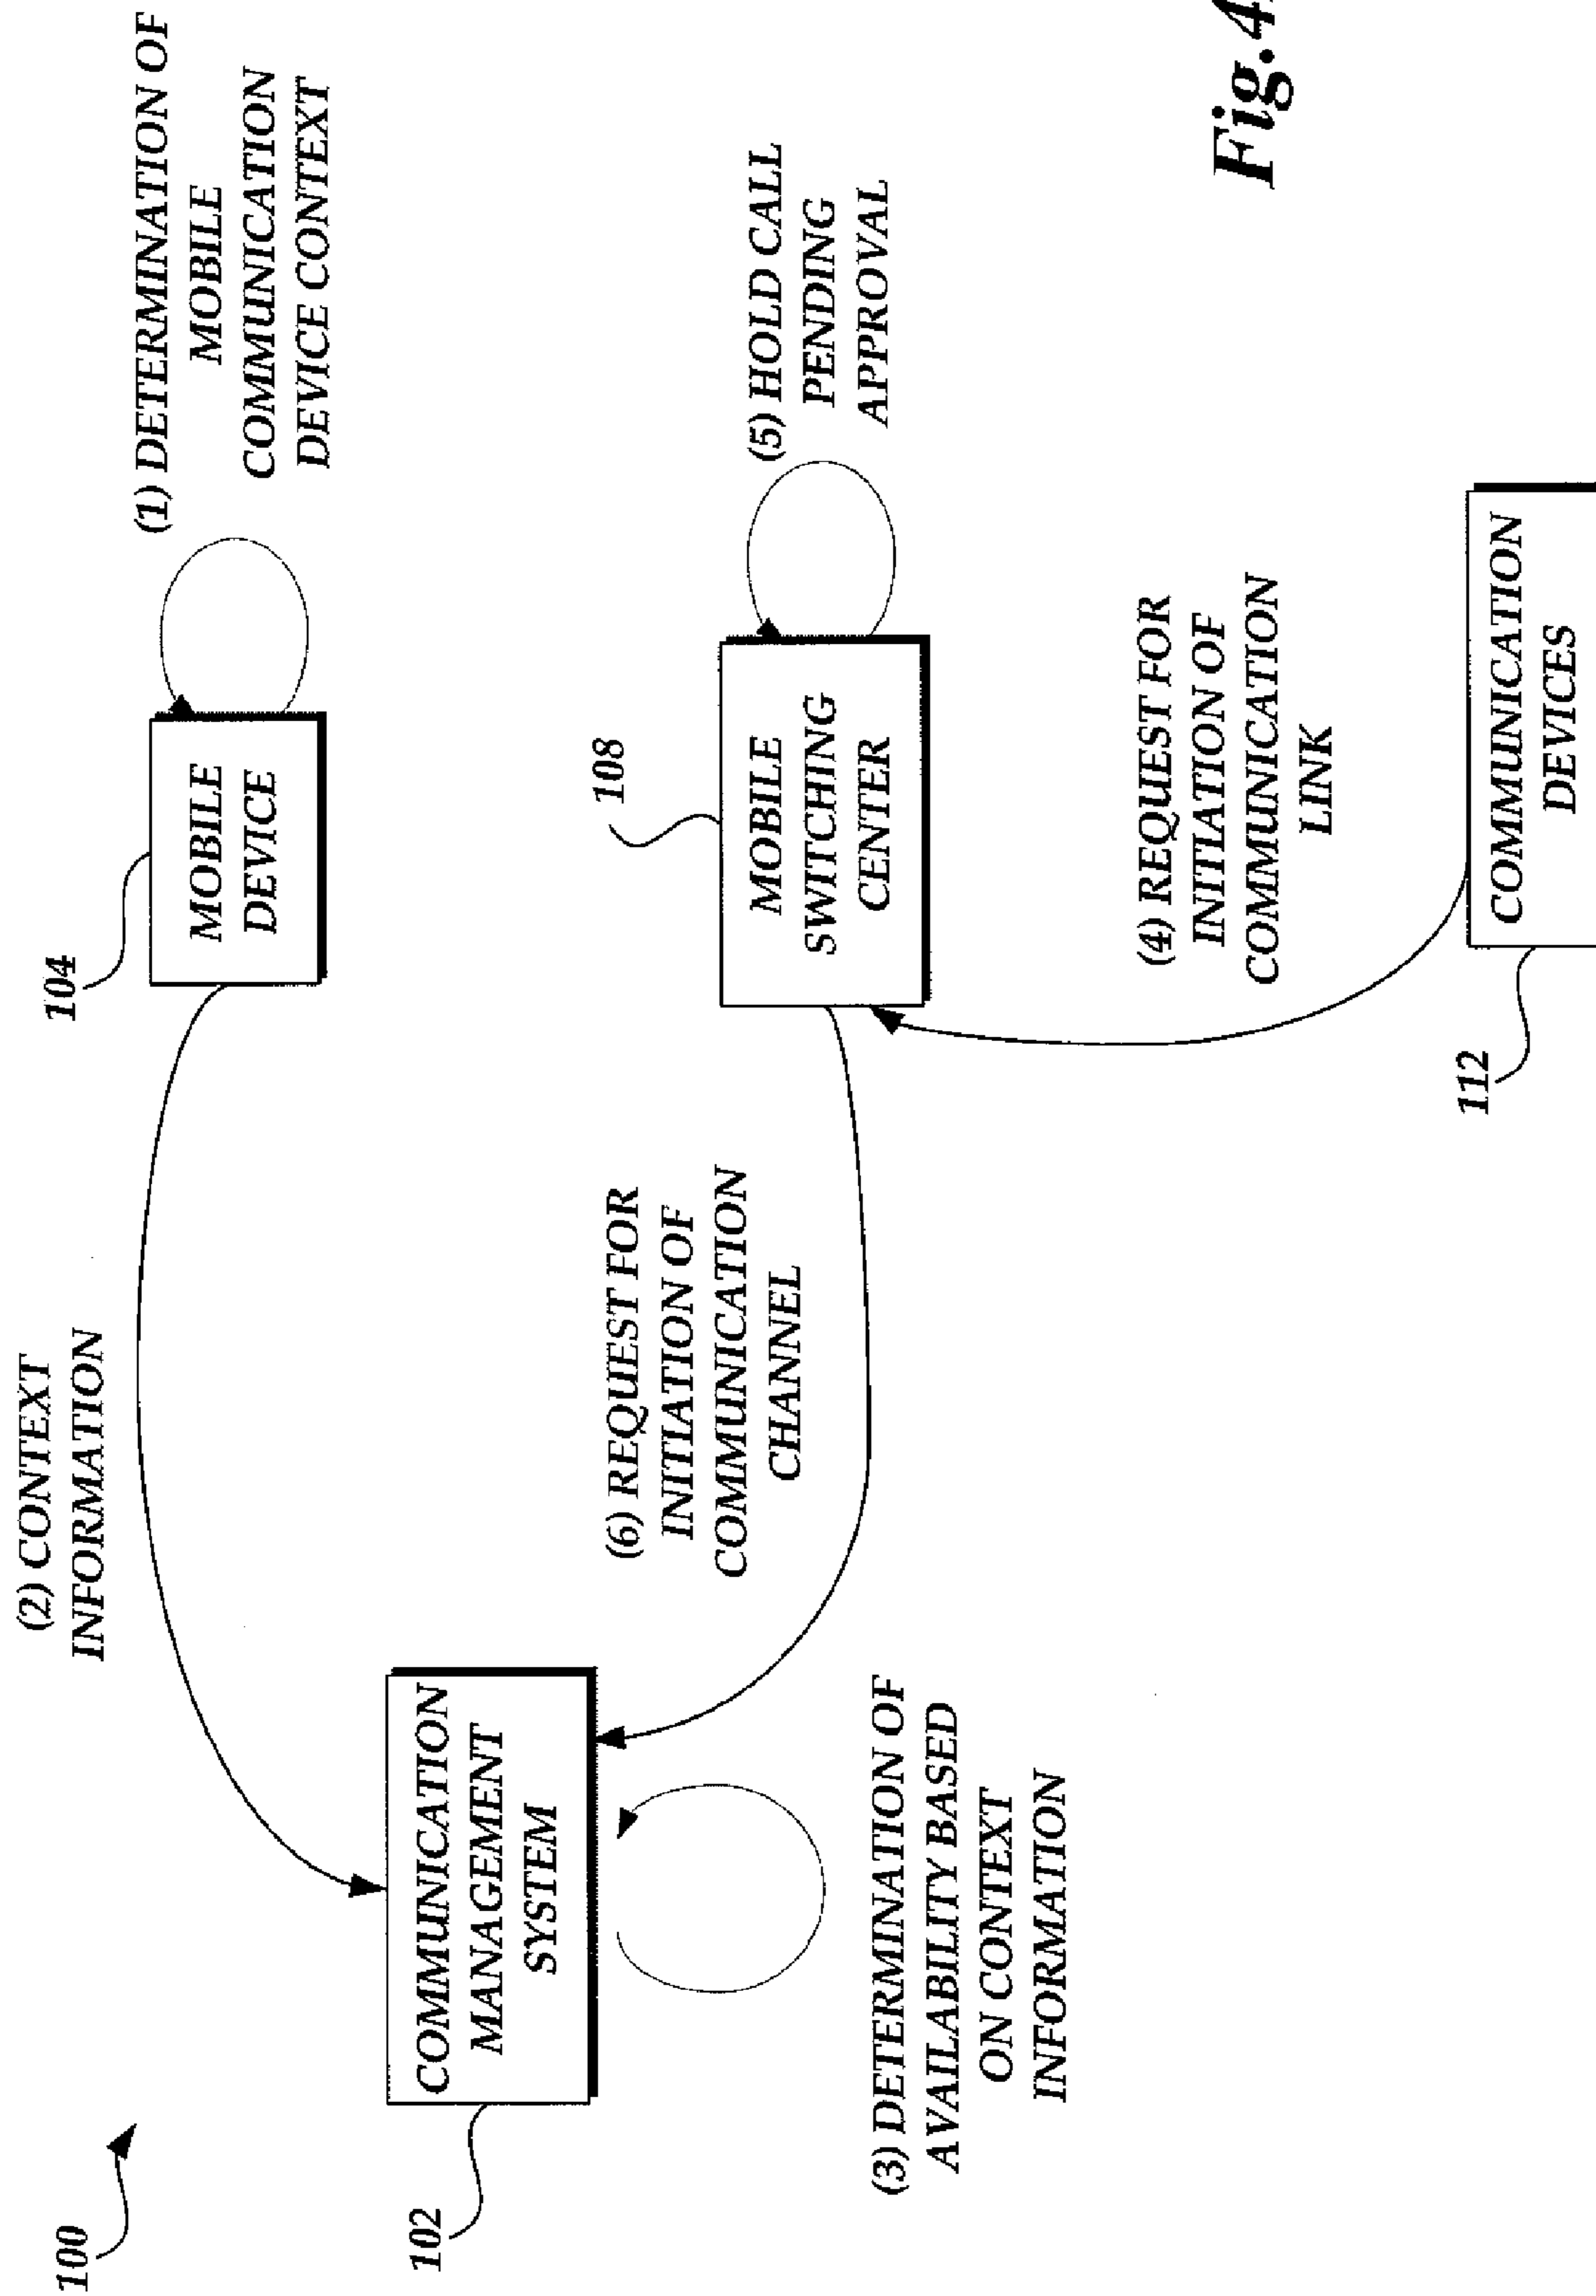 100
(2) CONTEXT
INFORMATION
104
MOBILE
DEVICE
(1) DETERMINATION OF
MOBILE
COMMUNICATION
DEVICE CONTEXT
102
COMMUNICATION
MANAGEMENT
SYSTEM
(3) DETERMINATION OF
AVAILABILITY BASED
ON CONTEXT
INFORMATION
(6) REQUEST FOR
INITIATION OF
COMMUNICATION
CHANNEL
108
MOBILE
SWITCHING
CENTER
(5) HOLD CALL
PENDING
APPROVAL
(4) REQUEST FOR
INITIATION OF
COMMUNICATION
LINK
112
COMMUNICATION
DEVICES
Fig.4